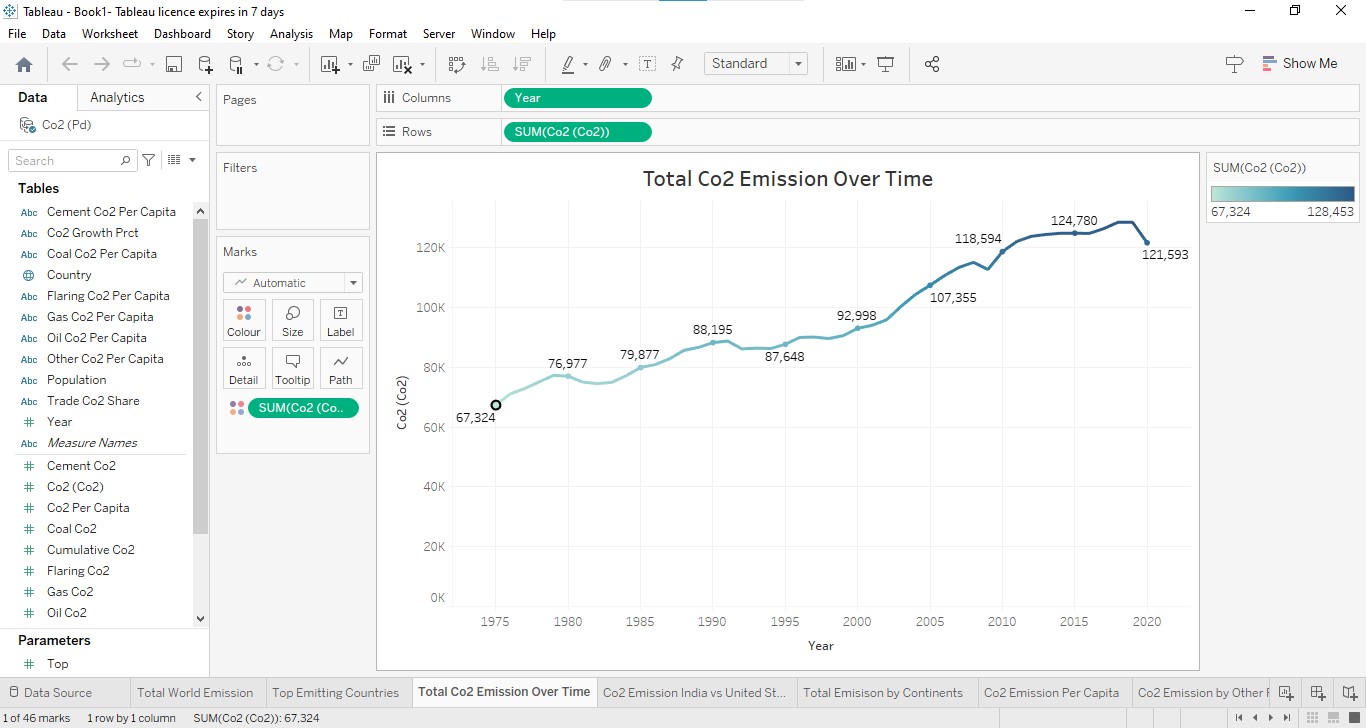 Tableau - Book1- Tableau licence expires in 7 days
File Data Worksheet Dashboard Story Analysis Map Format Server Window Help
Standard
Show Me
Data Analytics
Co2 (Pd)
Search
Tables
Abc Cement Co2 Per Capita
Abc Co2 Growth Prct
Abc Coal Co2 Per Capita
Country
Abc Flaring Co2 Per Capita
Abc Gas Co2 Per Capita
Abc Oil Co2 Per Capita
Abc Other Co2 Per Capita
Abc Population
Abc Trade Co2 Share
# Year
Abc Measure Names
# Cement Co2
# Co2 (Co2)
# Co2 Per Capita
# Coal Co2
# Cumulative Co2
# Flaring Co2
# Gas Co2
# Oil Co2
Parameters
# Top
Pages
Filters
Marks
Automatic
Colour Size Label
Detail Tooltip Path
SUM(Co2 (Co..
Columns Year
Rows SUM(Co2 (Co2))
Total Co2 Emission Over Time
Co2 (Co2)
120K
100K
80K
60K
40K
20K
0K
67,324
76,977
79,877
88,195
87,648
92,998
107,355
118,594
124,780
121,593
1975 1980 1985 1990 1995 2000 2005 2010 2015 2020
Year
SUM(Co2 (Co2))
67,324 128,453
Data Source Total World Emission Top Emitting Countries Total Co2 Emission Over Time Co2 Emission India vs United St... Total Emisison by Continents Co2 Emission Per Capita Co2 Emission by Other F
1 of 46 marks 1 row by 1 column SUM(Co2 (Co2)): 67,324